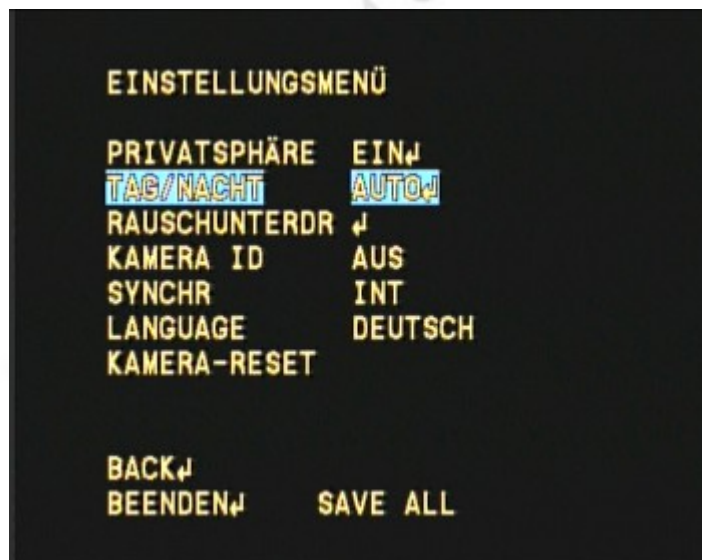 EINSTELLUNGSMENÜ
PRIVATSPHÄRE EIN↲
TAG/NACHT AUTO↲
RAUSCHUNTERDR ↲
KAMERA ID AUS
SYNCHR INT
LANGUAGE DEUTSCH
KAMERA-RESET
BACK↲
BEENDEN↲ SAVE ALL